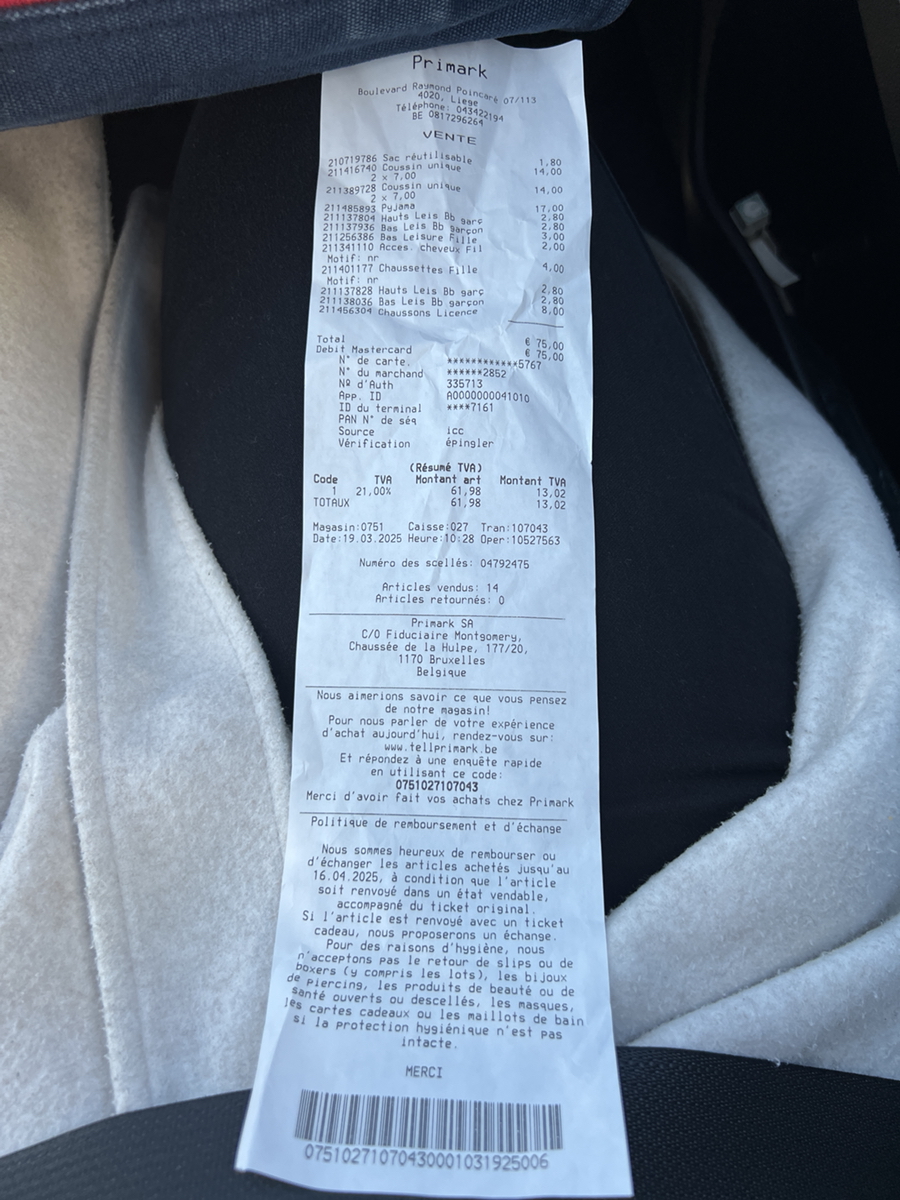 Primark
Boulevard Raymond Poincaré 07/113
4020, Liege
Téléphone: 043422194
BE 0817296264
VENTE
210719786 Sac réutilisable 1,80
211416740 Coussin unique 14,00
2 x 7,00
211389728 Coussin unique 14,00
2 x 7,00
211485893 Pyjama 17,00
211137804 Hauts Leis Bb garç 2,80
211137936 Bas Leis Bb garçon 2,80
211256386 Bas Leisure Fille 3,00
211341110 Acces. cheveux Fil 2,00
Motif: nr
211401177 Chaussettes Fille 4,00
Motif: nr
211137828 Hauts Leis Bb garç 2,80
211138036 Bas Leis Bb garçon 2,80
211456304 Chaussons Licence 8,00
Total € 75,00
Debit Mastercard € 75,00
N° de carte. ************5767
N° du marchand ******2852
Nº d'Auth 335713
App. ID A0000000041010
ID du terminal ****7161
PAN N° de séq
Source icc
Vérification épingler
(Résumé TVA)
Code TVA Montant art Montant TVA
1 21,00% 61,98 13,02
TOTAUX 61,98 13,02
Magasin:0751 Caisse:027 Tran:107043
Date:19.03.2025 Heure:10:28 Oper:10527563
Numéro des scellés: 04792475
Articles vendus: 14
Articles retournés: 0
Primark SA
C/O Fiduciaire Montgomery,
Chaussée de la Hulpe, 177/20,
1170 Bruxelles
Belgique
Nous aimerions savoir ce que vous pensez
de notre magasin!
Pour nous parler de votre expérience
d'achat aujourd'hui, rendez-vous sur:
www.tellprimark.be
Et répondez à une enquête rapide
en utilisant ce code:
0751027107043
Merci d'avoir fait vos achats chez Primark
Politique de remboursement et d'échange
Nous sommes heureux de rembourser ou
d'échanger les articles achetés jusqu'au
16.04.2025, à condition que l'article
soit renvoyé dans un état vendable,
accompagné du ticket original.
Si l'article est renvoyé avec un ticket
cadeau, nous proposerons un échange.
Pour des raisons d'hygiène, nous
n'acceptons pas le retour de slips ou de
boxers (y compris les lots), les bijoux
de piercing, les produits de beauté ou de
santé ouverts ou descellés, les masques,
les cartes cadeaux ou les maillots de bain
si la protection hygiénique n'est pas
intacte.
MERCI
07510271070430001031925006